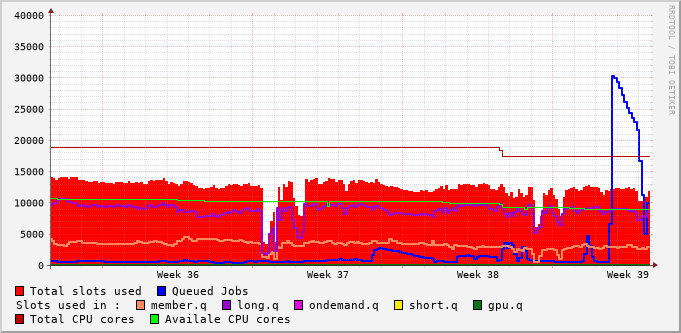 40000
35000
30000
25000
20000
15000
10000
5000
0
Week 36 Week 37 Week 38 Week 39
RRDTOOL / TOBI OETIKER
Total slots used Queued Jobs
Slots used in : member.q long.q ondemand.q short.q gpu.q
Total CPU cores Availale CPU cores